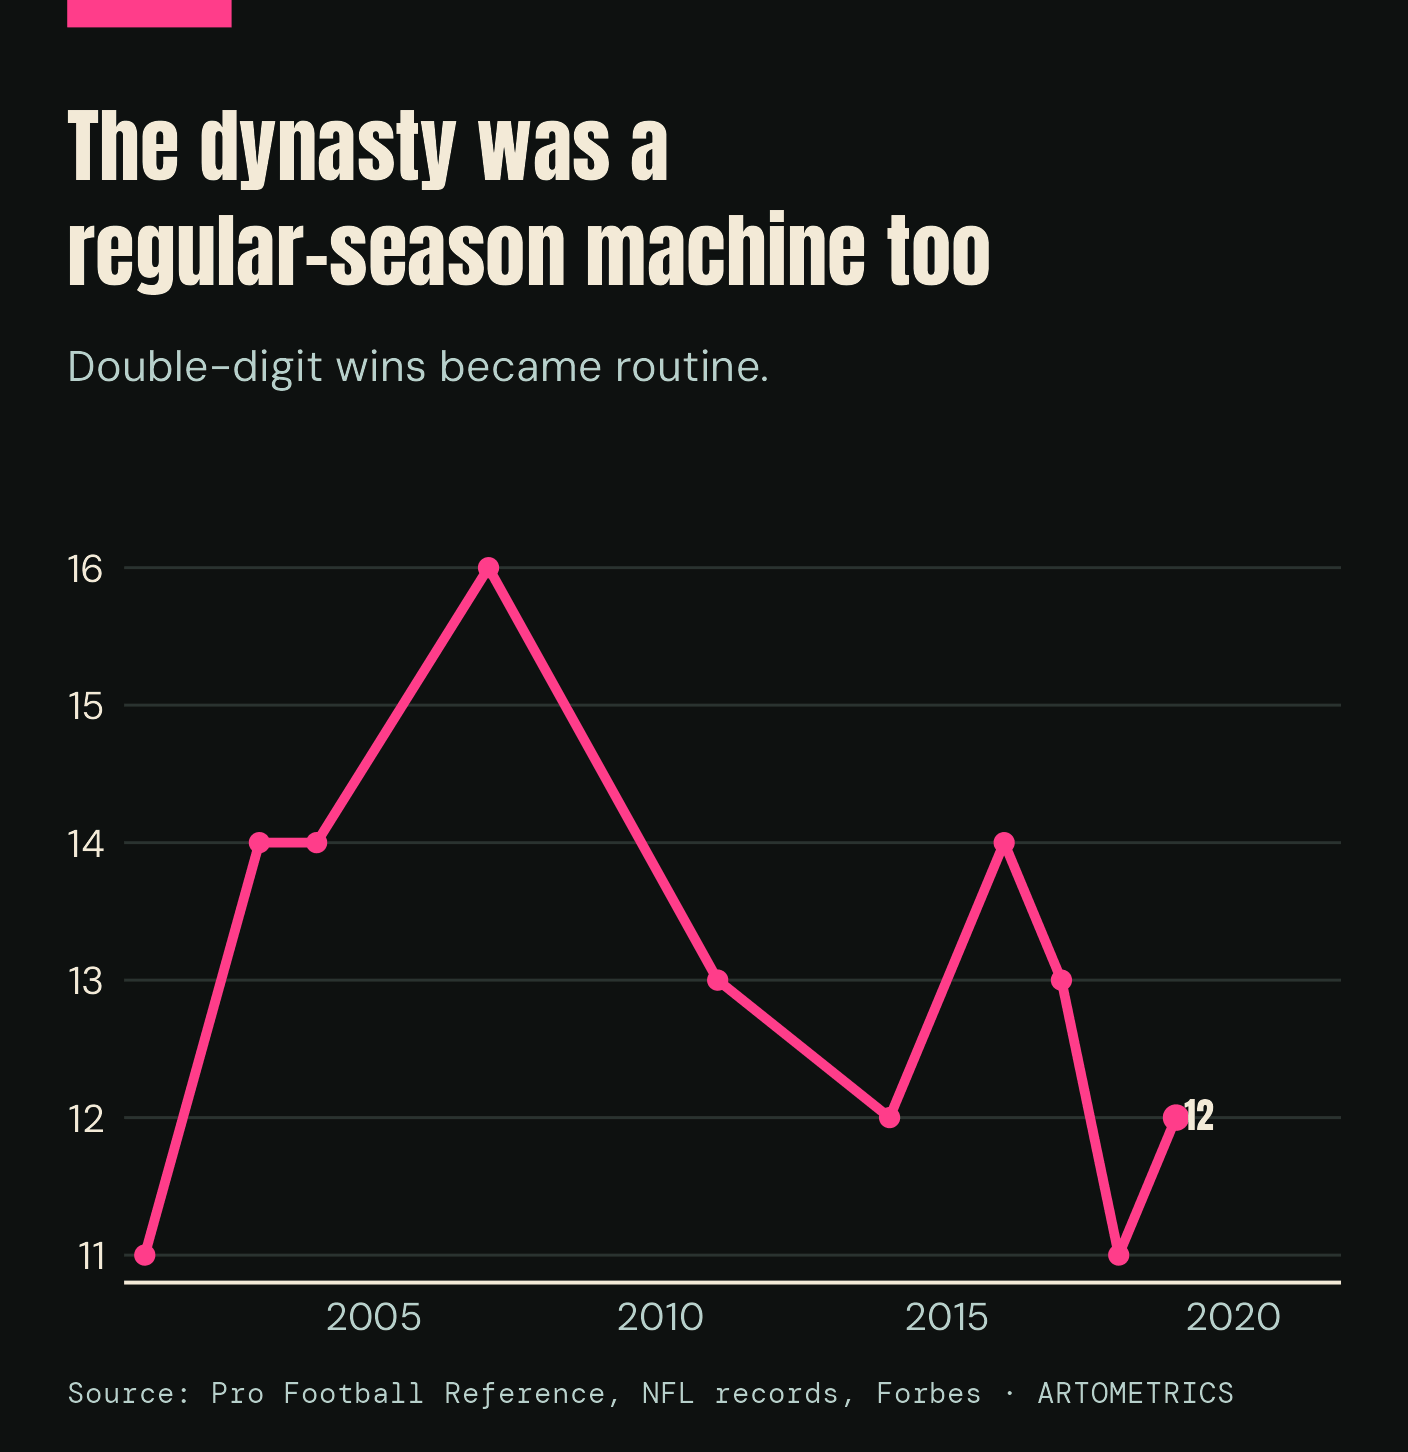 The dynasty was a
regular-season machine too
Double-digit wins became routine.
16
15
14
13
12
12
11
2005 2010 2015 2020
Source: Pro Football Reference, NFL records, Forbes · ARTOMETRICS